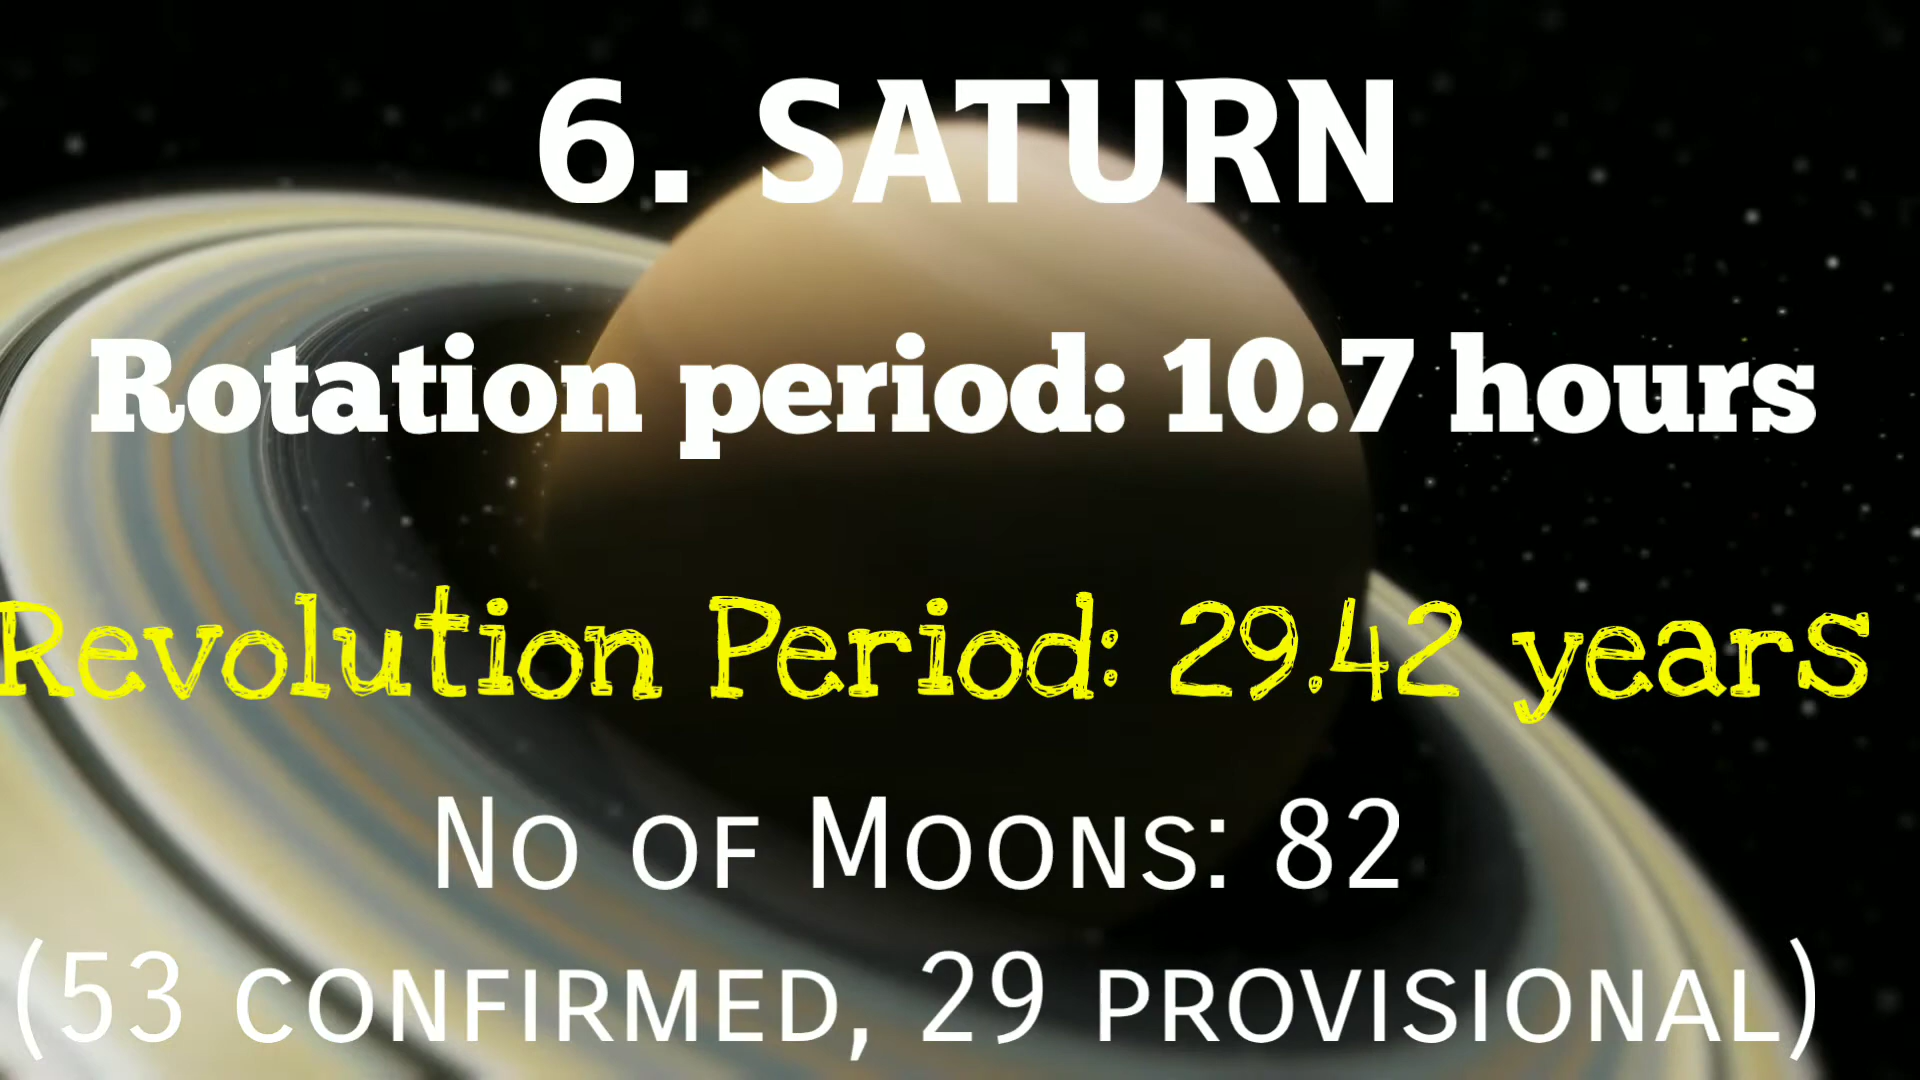 6. SATURN
Rotation period: 10.7 hours
Revolution Period: 29.42 years
No of Moons: 82
(53 confirmed, 29 provisional)